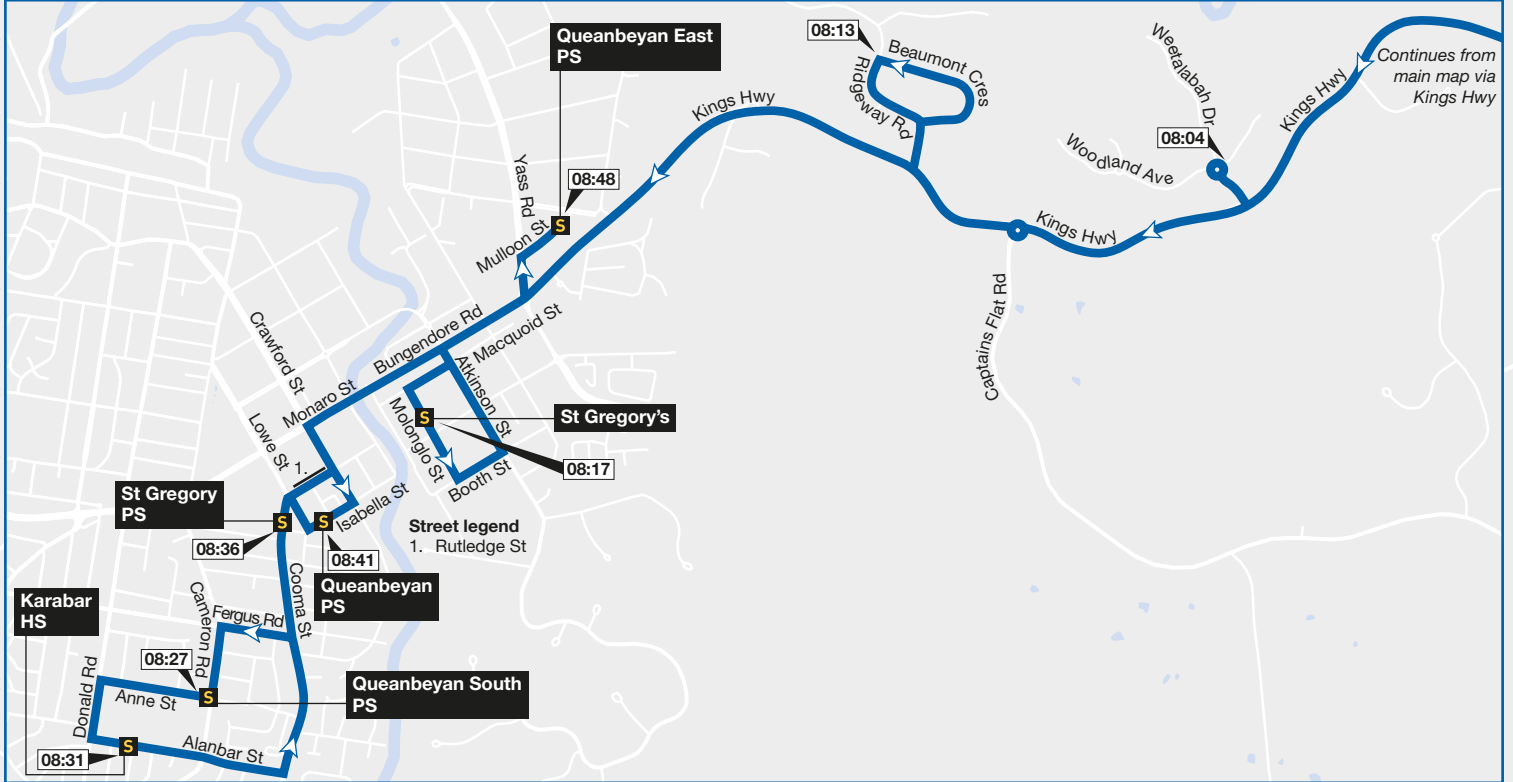 Queanbeyan East
PS
08:13
Beaumont Cres
Ridgeway Rd
Weetalabah Dr
Continues from
main map via
Kings Hwy
Kings Hwy
Kings Hwy
08:04
Woodland Ave
Yass Rd
08:48
Mulloon St
Kings Hwy
Captains Flat Rd
Crawford St
Bungendore Rd
Macquoid St
Monaro St
Atkinson St
Lowe St
1.
Molonglo St
St Gregory's
08:17
Booth St
St Gregory
PS
Isabella St
Street legend
1. Rutledge St
08:36
08:41
Queanbeyan
PS
Cooma St
Karabar
HS
Cameron Rd
Fergus Rd
08:27
Donald Rd
Anne St
Queanbeyan South
PS
Alanbar St
08:31
S
S
S
S
S
S